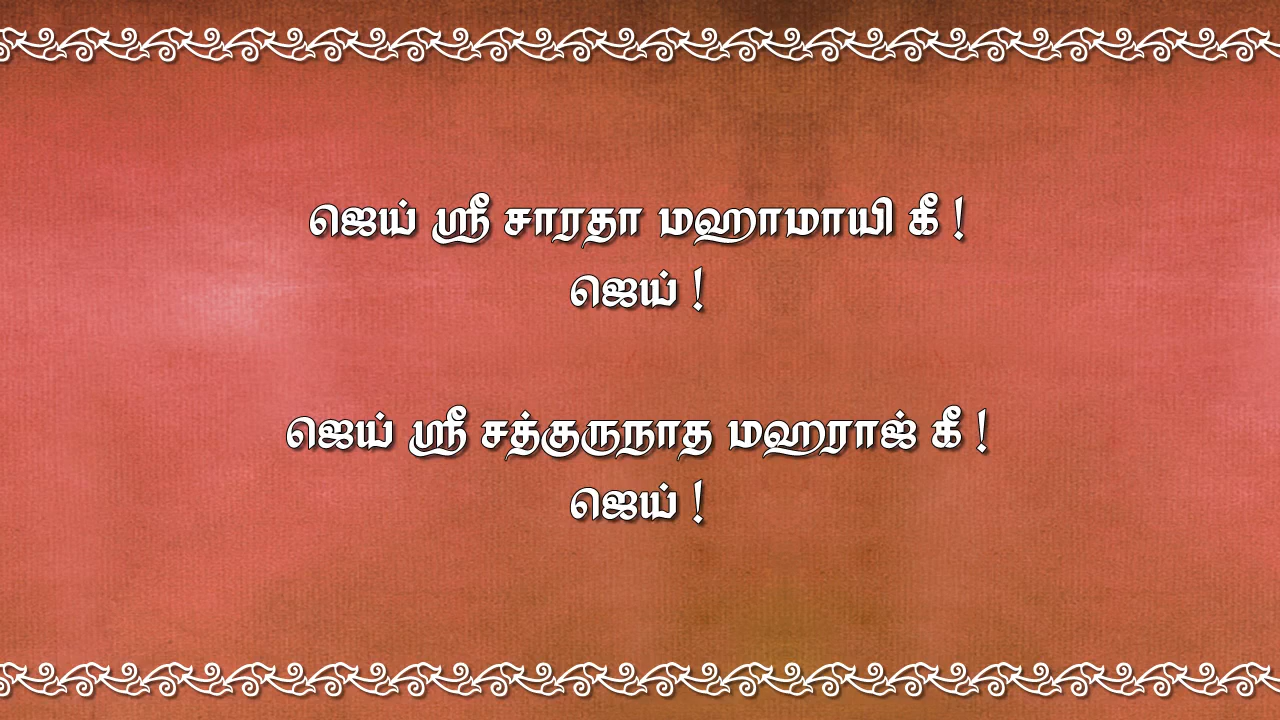 ஜெய் ஸ்ரீ சாரதா மஹாமாயி கீ !
ஜெய் !
ஜெய் ஸ்ரீ சத்குருநாத மஹராஜ் கீ !
ஜெய் !